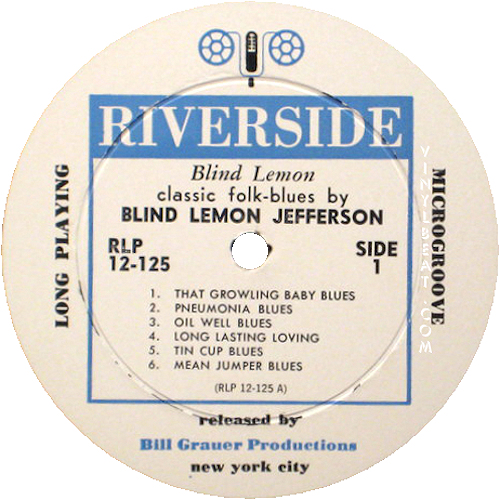 RIVERSIDE
Blind Lemon
classic folk-blues by
BLIND LEMON JEFFERSON
RLP
12-125
SIDE
1
LONG PLAYING
MICROGROOVE
1. THAT GROWLING BABY BLUES
2. PNEUMONIA BLUES
3. OIL WELL BLUES
4. LONG LASTING LOVING
5. TIN CUP BLUES
6. MEAN JUMPER BLUES
(RLP 12-125 A)
released by
Bill Grauer Productions
new york city
VINYLBEAT.COM